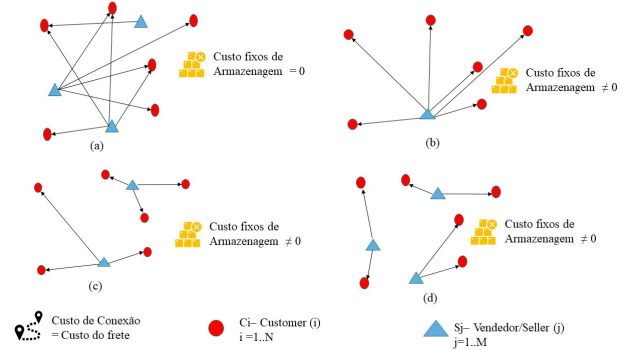 Custo fixos de
Armazenagem = 0
(a)
Custo fixos de
Armazenagem ≠ 0
(b)
Custo fixos de
Armazenagem ≠ 0
(c)
Custo fixos de
Armazenagem ≠ 0
(d)
Custo de Conexão
= Custo do frete
Ci– Customer (i)
i =1..N
Sj– Vendedor/Seller (j)
j=1..M